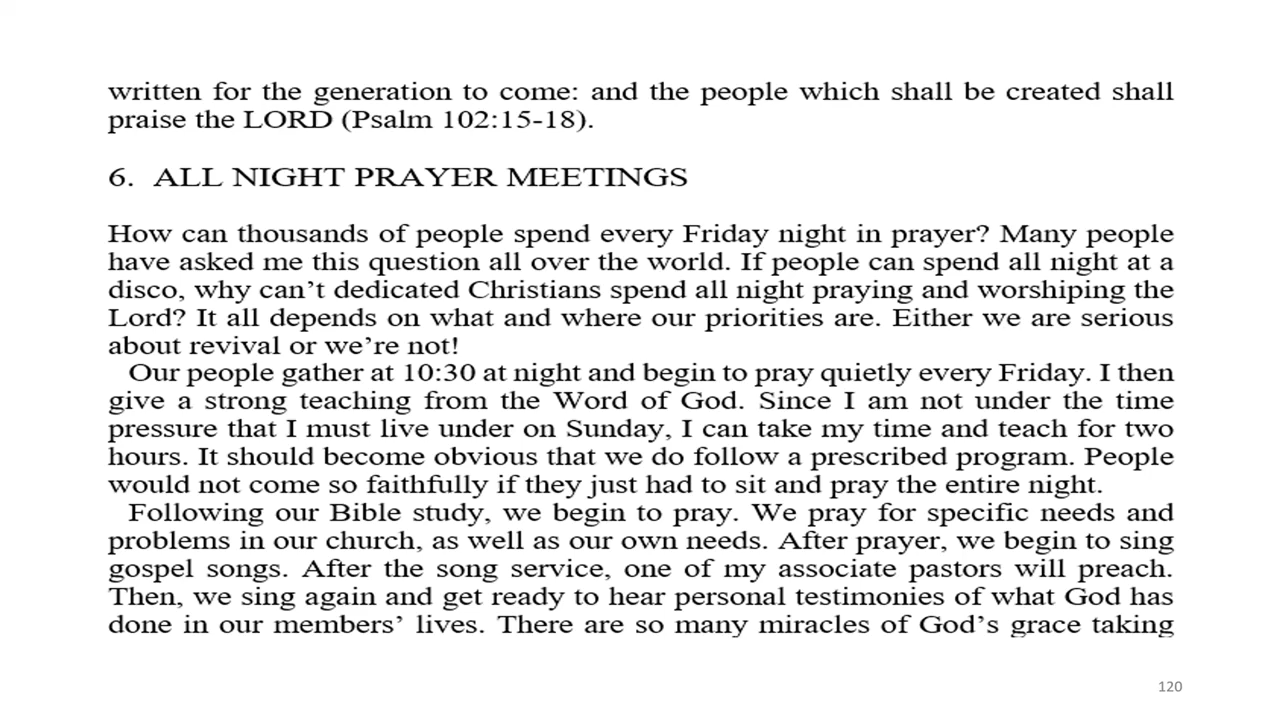 written for the generation to come: and the people which shall be created shall
praise the LORD (Psalm 102:15-18).
6. ALL NIGHT PRAYER MEETINGS
How can thousands of people spend every Friday night in prayer? Many people
have asked me this question all over the world. If people can spend all night at a
disco, why can’t dedicated Christians spend all night praying and worshiping the
Lord? It all depends on what and where our priorities are. Either we are serious
about revival or we’re not!
Our people gather at 10:30 at night and begin to pray quietly every Friday. I then
give a strong teaching from the Word of God. Since I am not under the time
pressure that I must live under on Sunday, I can take my time and teach for two
hours. It should become obvious that we do follow a prescribed program. People
would not come so faithfully if they just had to sit and pray the entire night.
Following our Bible study, we begin to pray. We pray for specific needs and
problems in our church, as well as our own needs. After prayer, we begin to sing
gospel songs. After the song service, one of my associate pastors will preach.
Then, we sing again and get ready to hear personal testimonies of what God has
done in our members’ lives. There are so many miracles of God’s grace taking
120